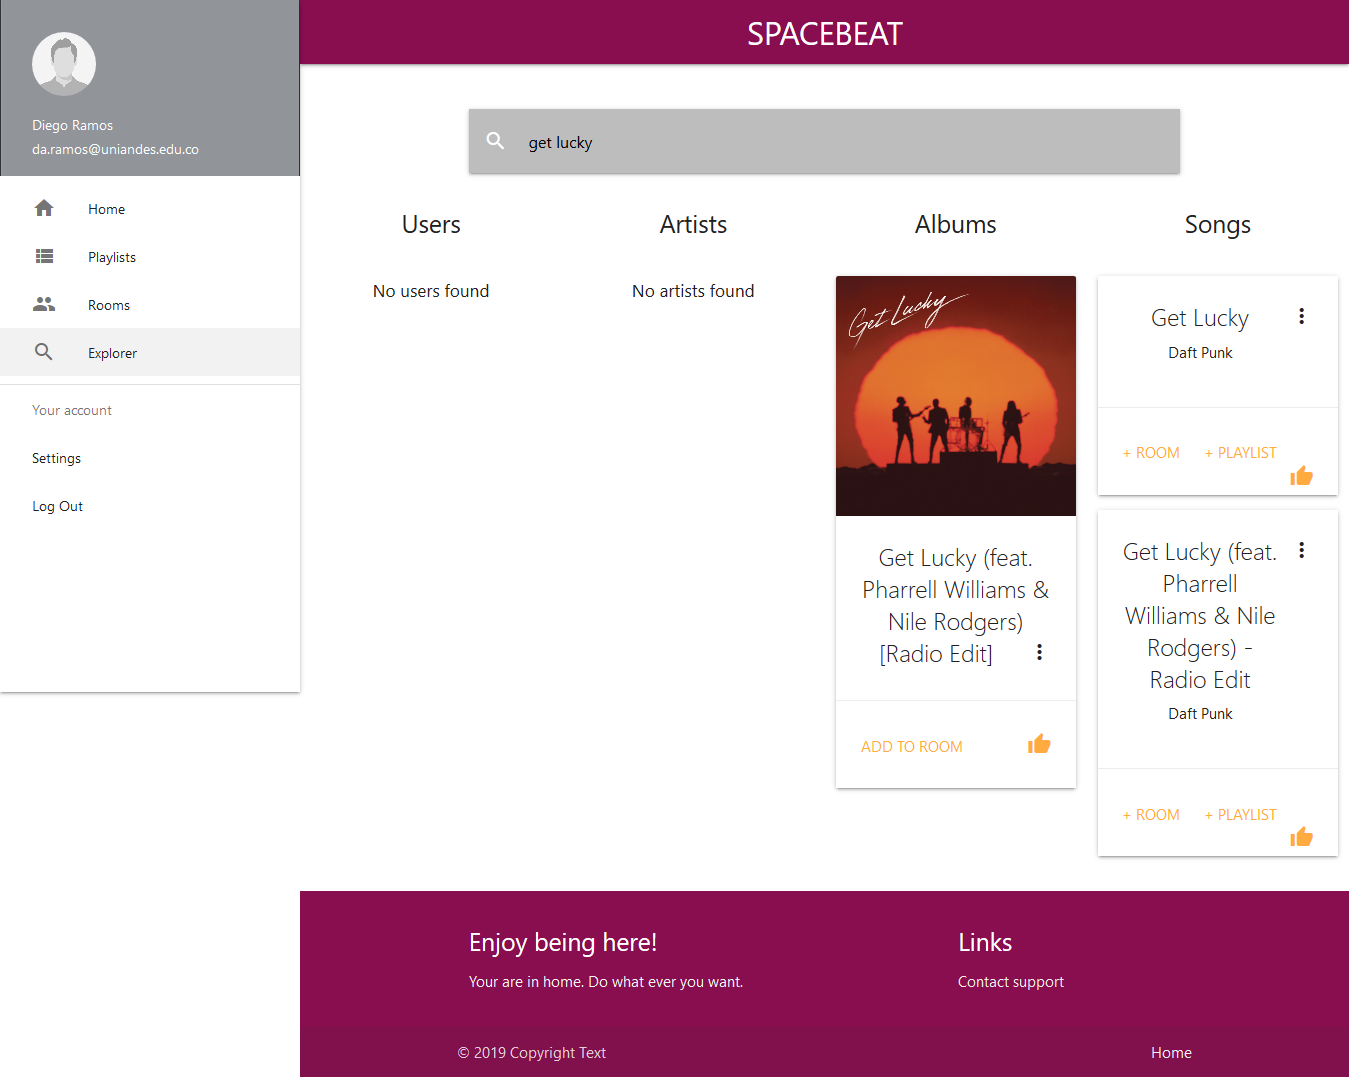 Diego Ramos
da.ramos@uniandes.edu.co
Home
Playlists
Rooms
Explorer
Your account
Settings
Log Out
SPACEBEAT
get lucky
Users
No users found
Artists
No artists found
Albums
Get Lucky
Get Lucky (feat.
Pharrell Williams &
Nile Rodgers)
[Radio Edit]
ADD TO ROOM
Songs
Get Lucky
Daft Punk
+ ROOM + PLAYLIST
Get Lucky (feat.
Pharrell
Williams & Nile
Rodgers) -
Radio Edit
Daft Punk
+ ROOM + PLAYLIST
Enjoy being here!
Your are in home. Do what ever you want.
Links
Contact support
© 2019 Copyright Text
Home